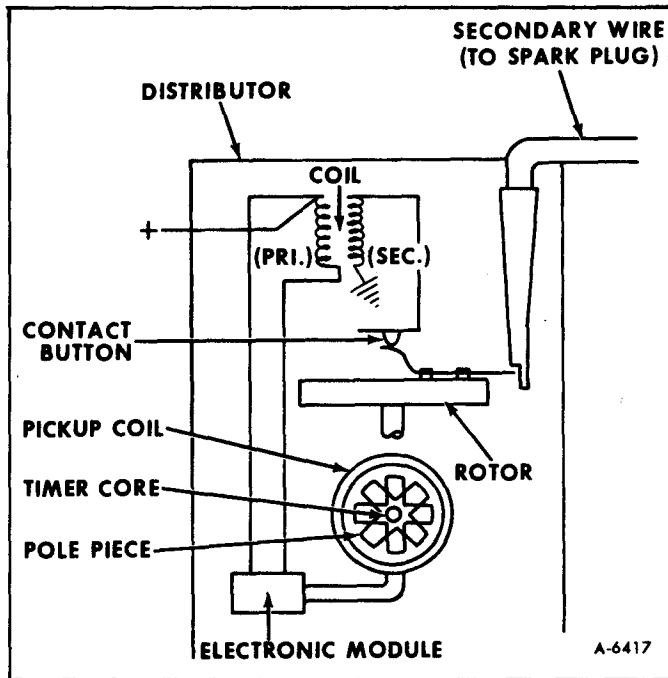 SECONDARY WIRE
(TO SPARK PLUG)
DISTRIBUTOR
COIL
+
(PRI.)
(SEC.)
CONTACT
BUTTON
PICKUP COIL
ROTOR
TIMER CORE
POLE PIECE
ELECTRONIC MODULE
A-6417